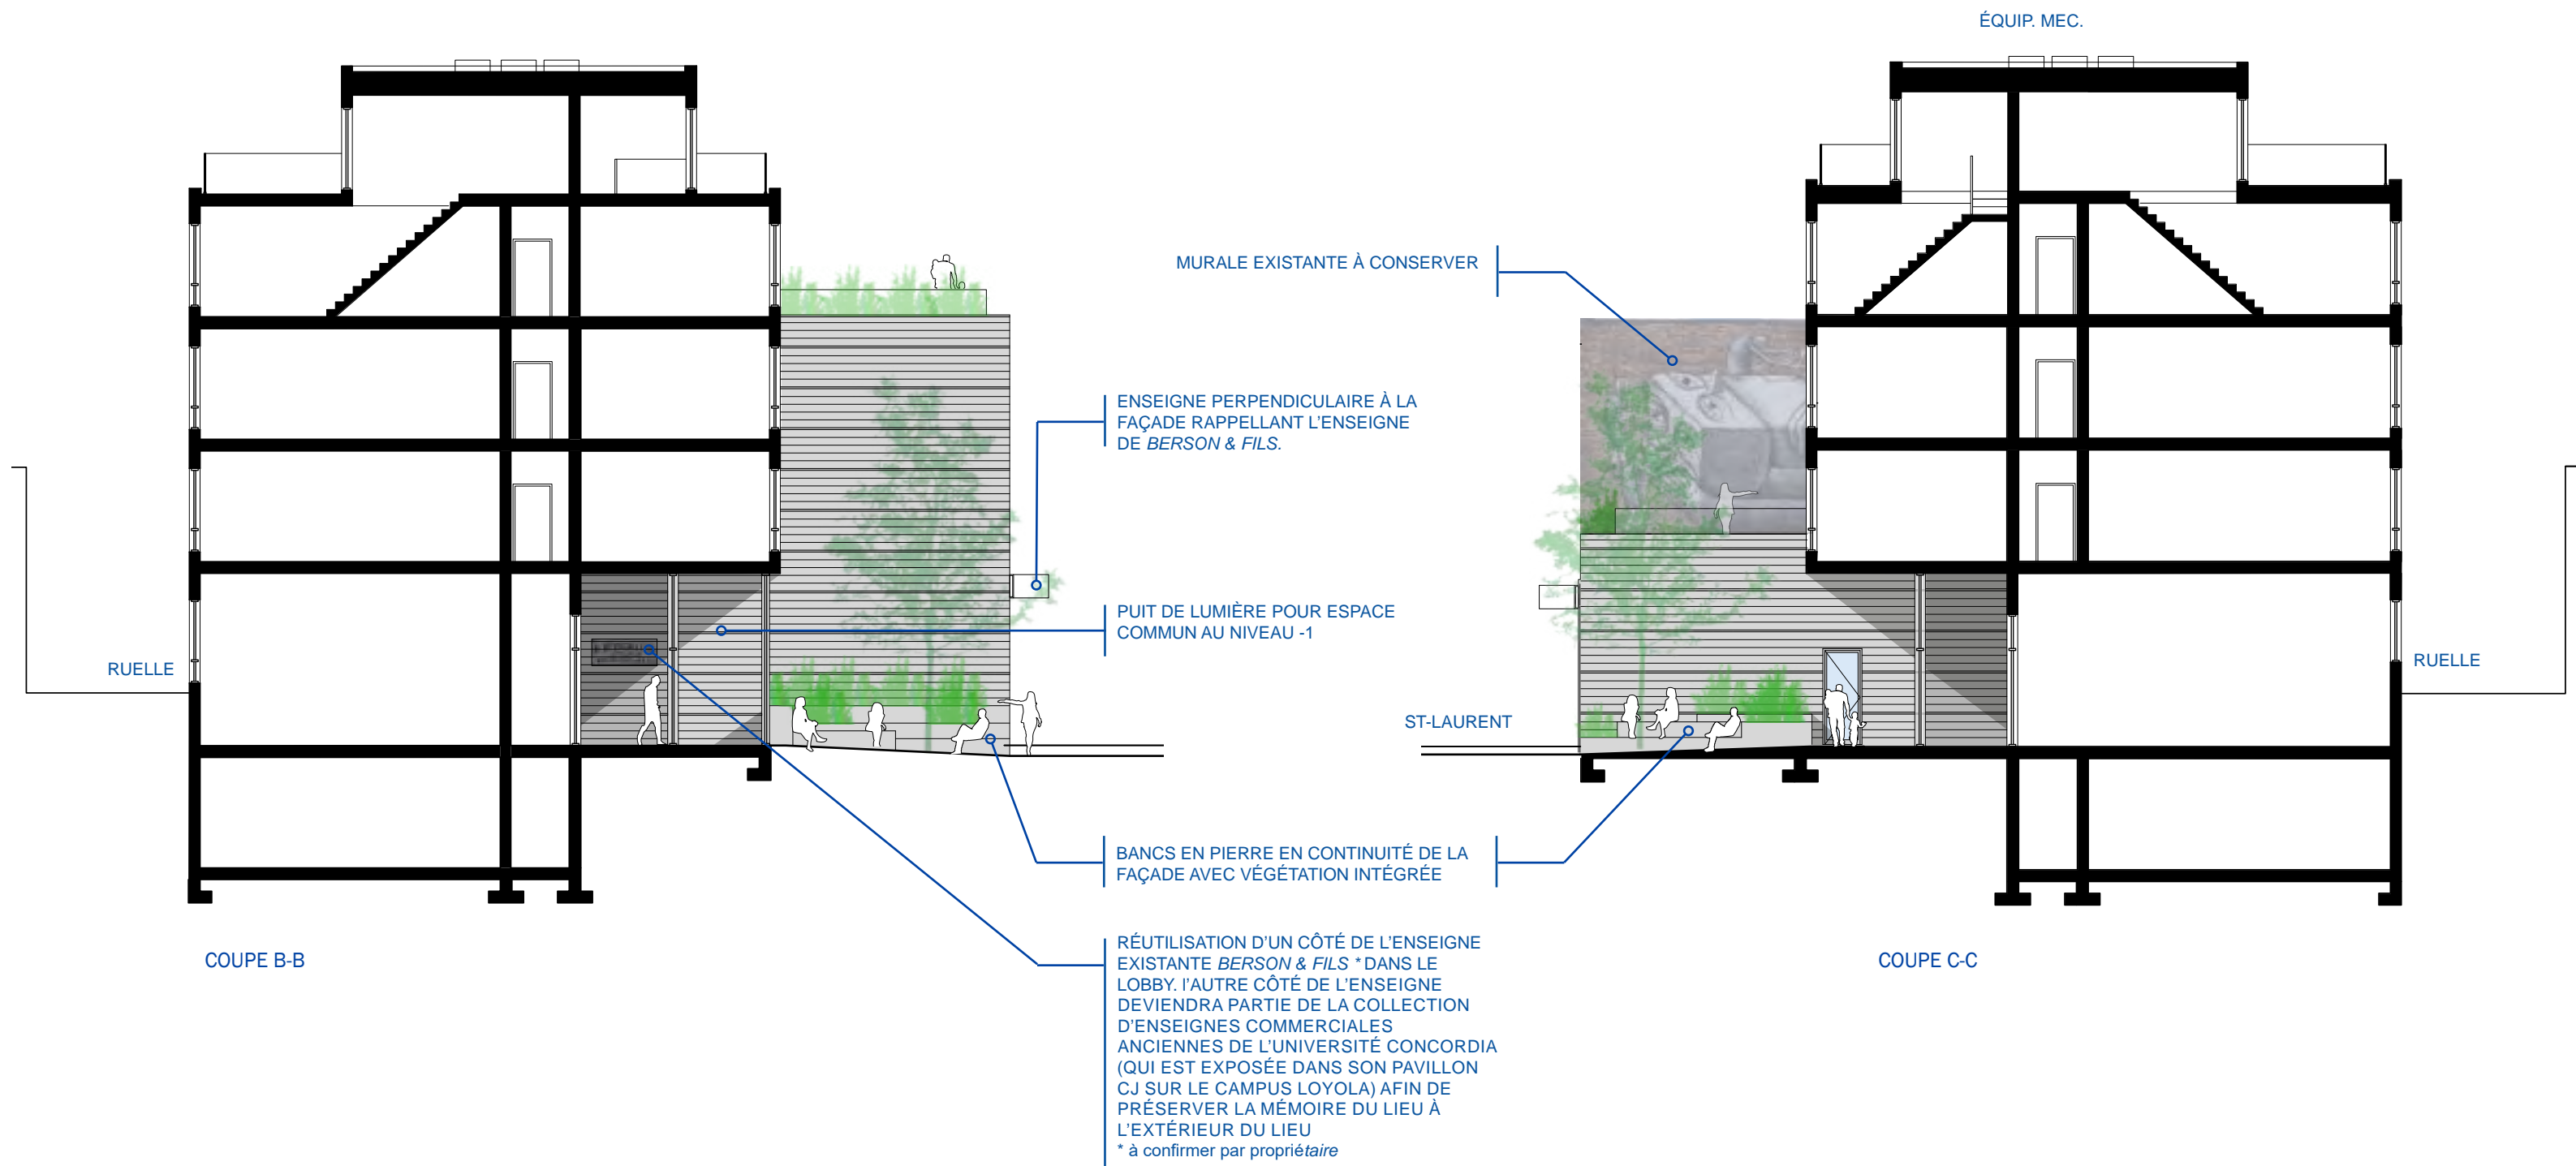 ÉQUIP. MEC.
MURALE EXISTANTE À CONSERVER
ENSEIGNE PERPENDICULAIRE À LA
FAÇADE RAPPELLANT L'ENSEIGNE
DE BERSON & FILS.
PUIT DE LUMIÈRE POUR ESPACE
COMMUN AU NIVEAU -1
RUELLE
RUELLE
ST-LAURENT
BANCS EN PIERRE EN CONTINUITÉ DE LA
FAÇADE AVEC VÉGÉTATION INTÉGRÉE
RÉUTILISATION D'UN CÔTÉ DE L'ENSEIGNE
EXISTANTE BERSON & FILS * DANS LE
LOBBY. l'AUTRE CÔTÉ DE L'ENSEIGNE
DEVIENDRA PARTIE DE LA COLLECTION
D'ENSEIGNES COMMERCIALES
ANCIENNES DE L'UNIVERSITÉ CONCORDIA
(QUI EST EXPOSÉE DANS SON PAVILLON
CJ SUR LE CAMPUS LOYOLA) AFIN DE
PRÉSERVER LA MÉMOIRE DU LIEU À
L'EXTÉRIEUR DU LIEU
* à confirmer par propriétaire
COUPE B-B
COUPE C-C